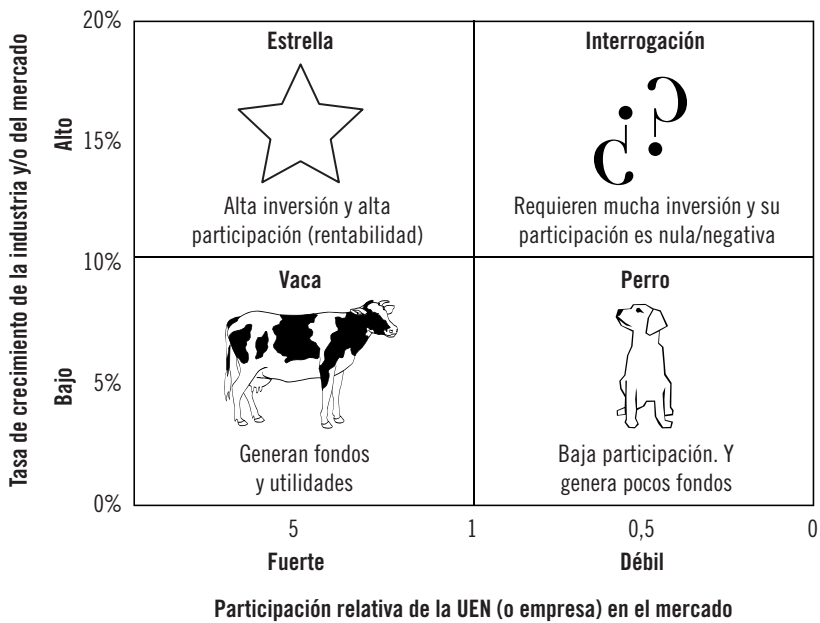 Tasa de crecimiento de la industria y/o del mercado
Alto
Bajo
20%
15%
10%
5%
0%
Estrella
Alta inversión y alta
participación (rentabilidad)
Interrogación
¿?
Requieren mucha inversión y su
participación es nula/negativa
Vaca
Generan fondos
y utilidades
Perro
Baja participación. Y
genera pocos fondos
5
1
0,5
0
Fuerte
Débil
Participación relativa de la UEN (o empresa) en el mercado